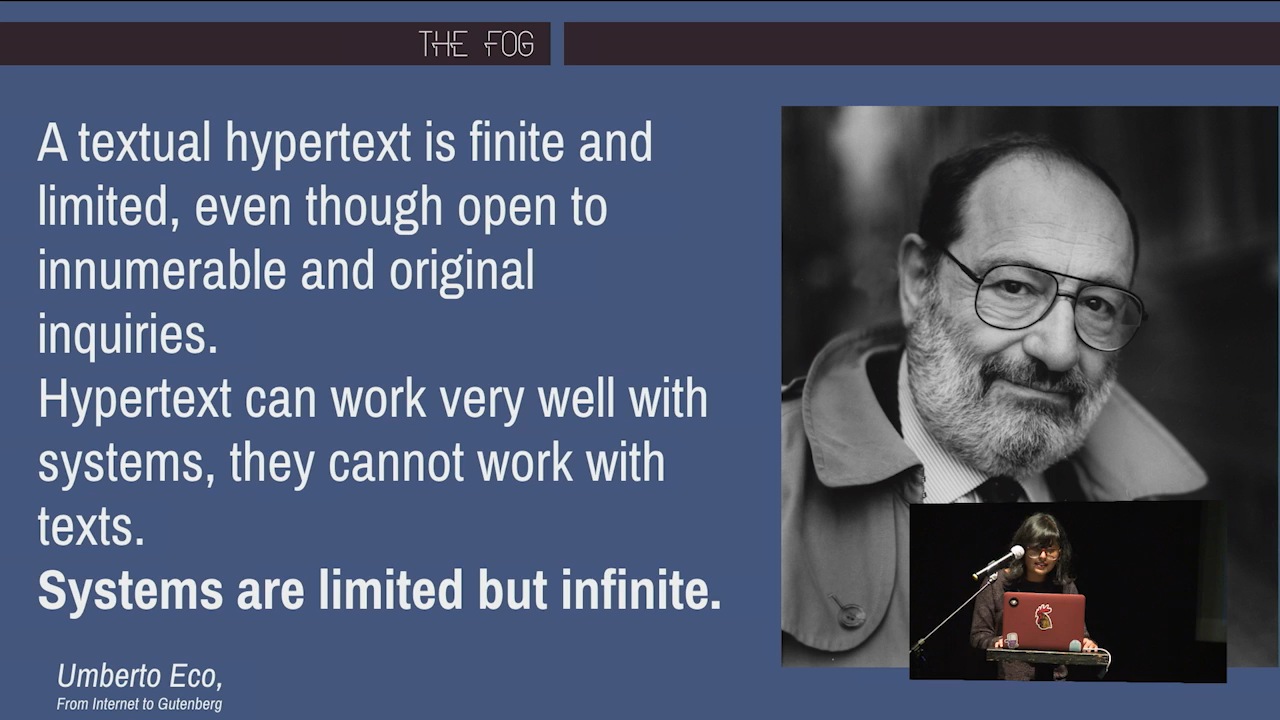 THE FOG
A textual hypertext is finite and
limited, even though open to
innumerable and original
inquiries.
Hypertext can work very well with
systems, they cannot work with
texts.
Systems are limited but infinite.
Umberto Eco,
From Internet to Gutenberg